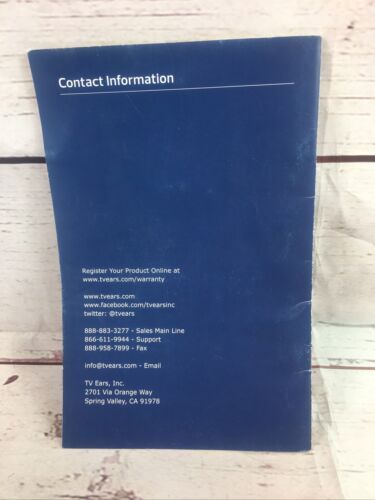 Contact Information
Register Your Product Online at
www.tvears.com/warranty
www.tvears.com
www.facebook.com/tvearsinc
twitter: @tvears
888-883-3277 - Sales Main Line
866-611-9944 - Support
888-958-7899 - Fax
info@tvears.com - Email
TV Ears, Inc.
2701 Via Orange Way
Spring Valley, CA 91978